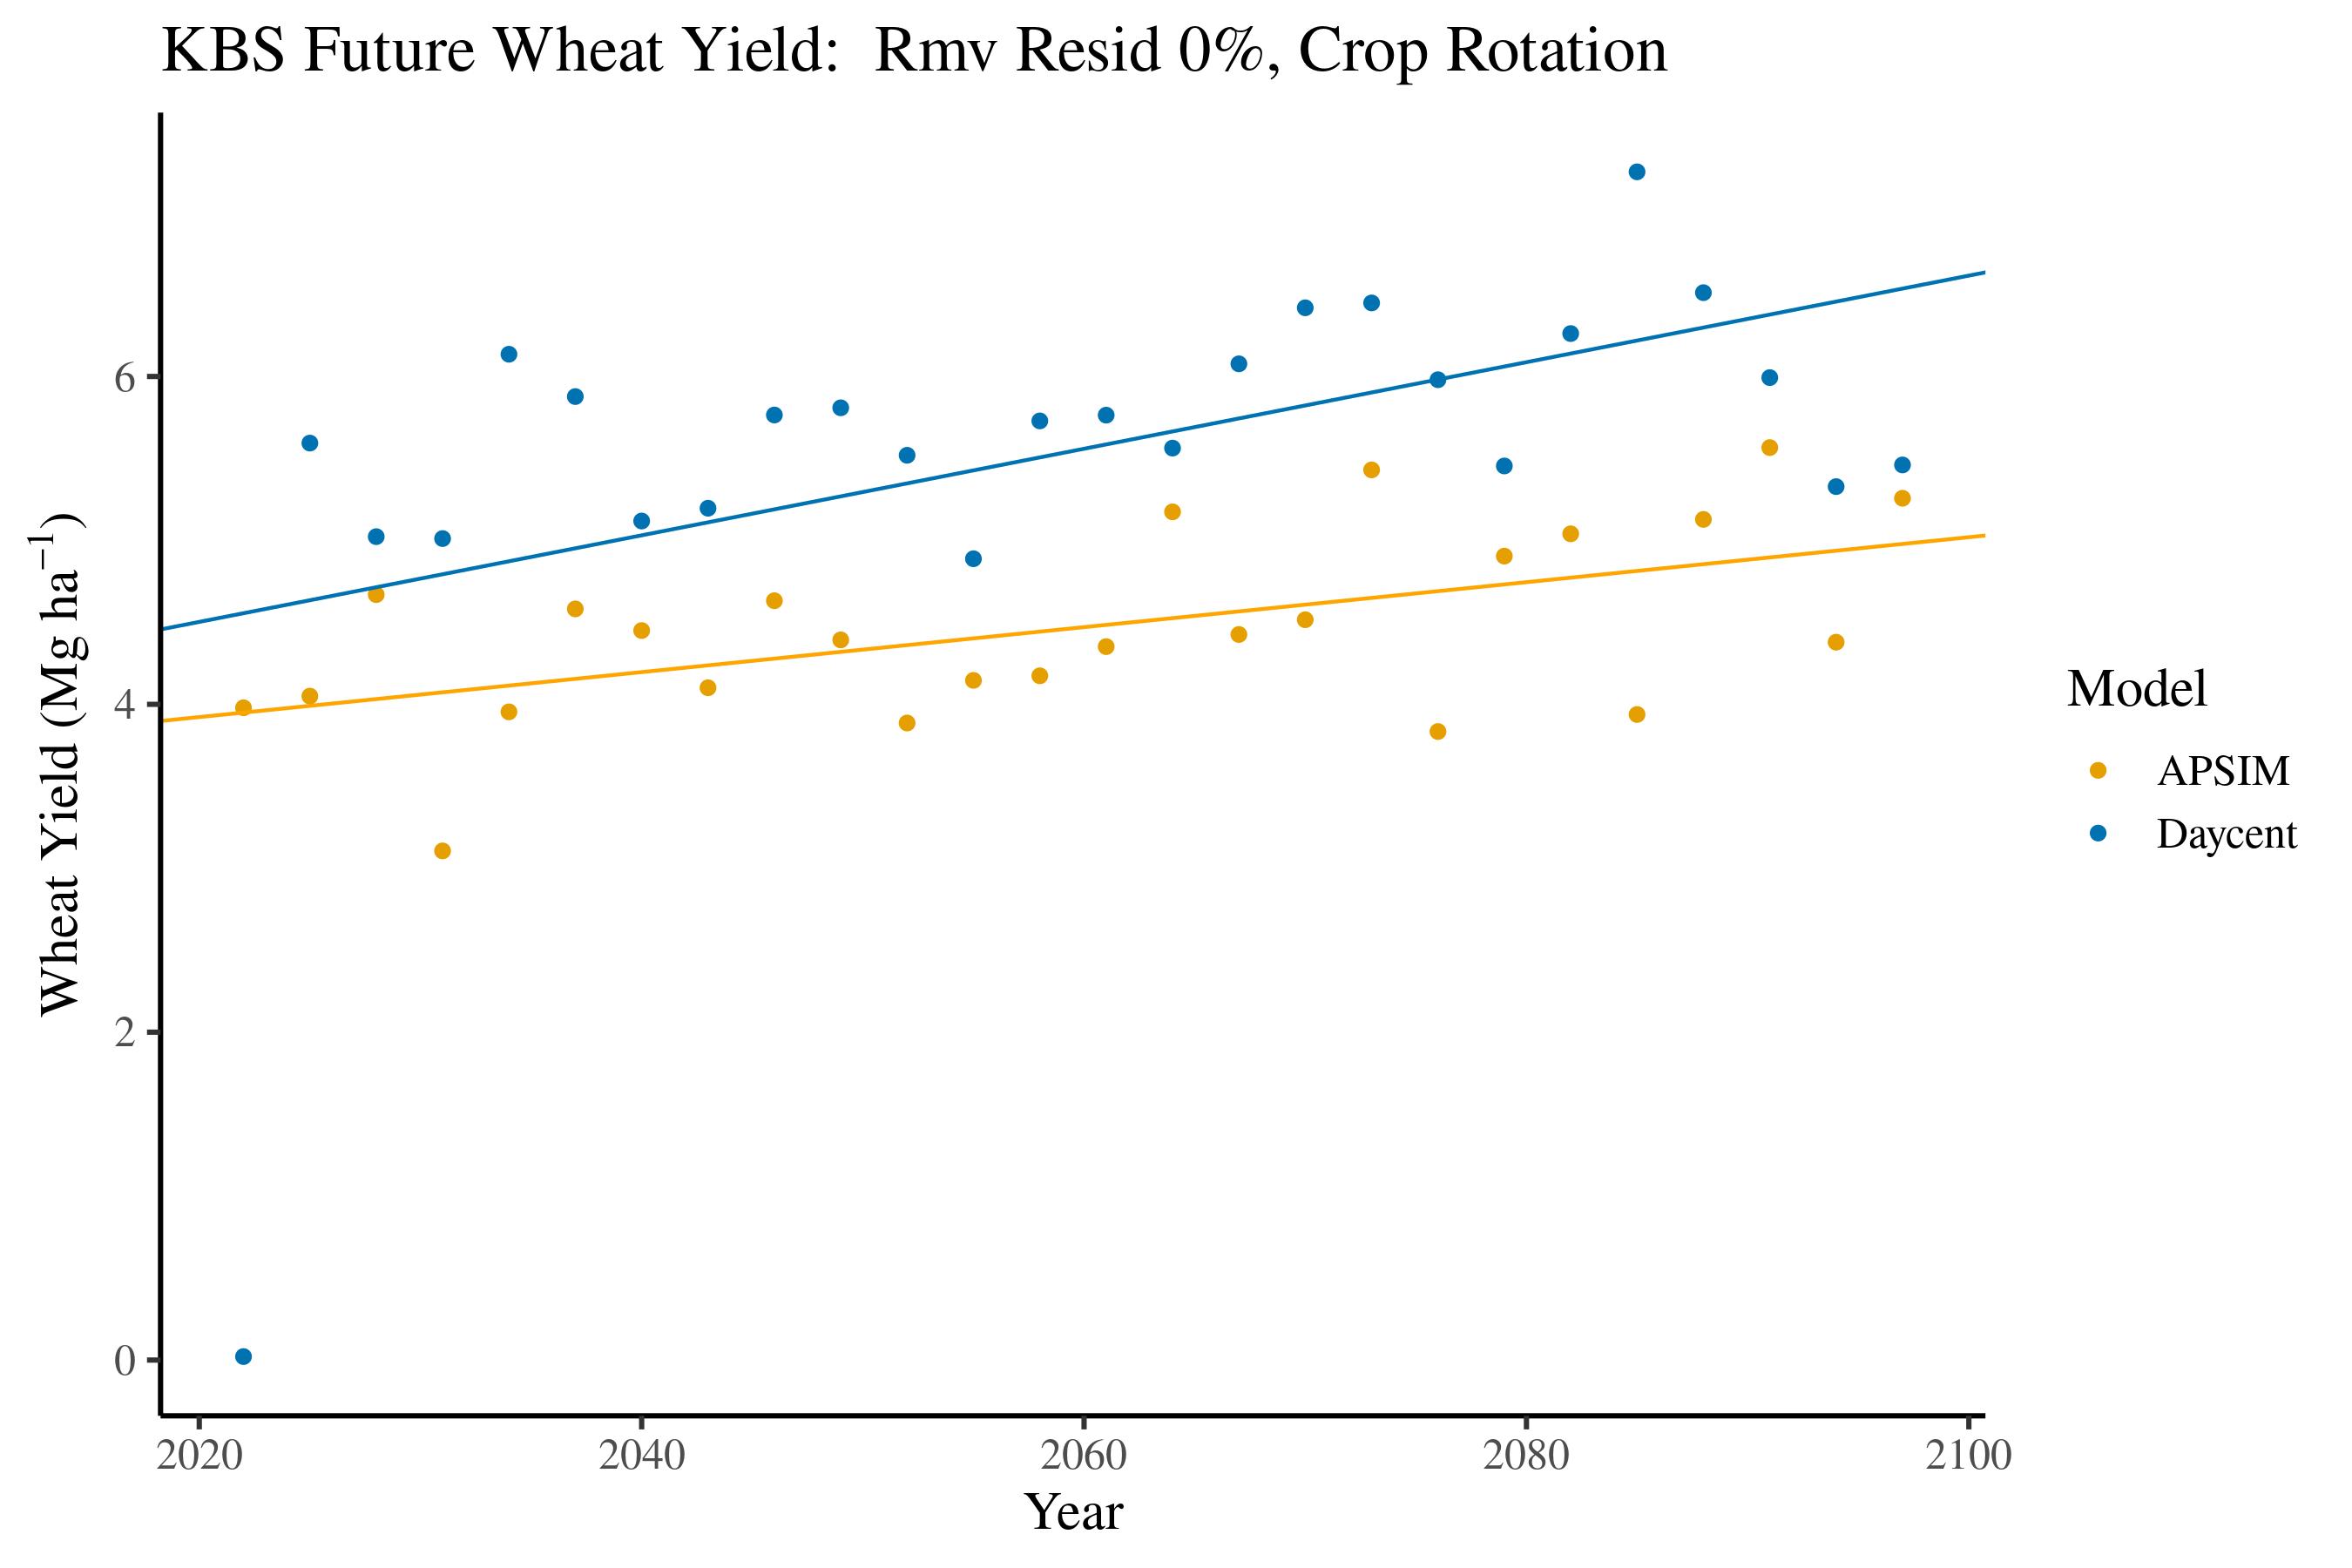 KBS Future Wheat Yield:  Rmv Resid 0%, Crop Rotation
Wheat Yield (Mg ha⁻¹)
6
4
2
0
2020 2040 2060 2080 2100
Year
Model
APSIM
Daycent